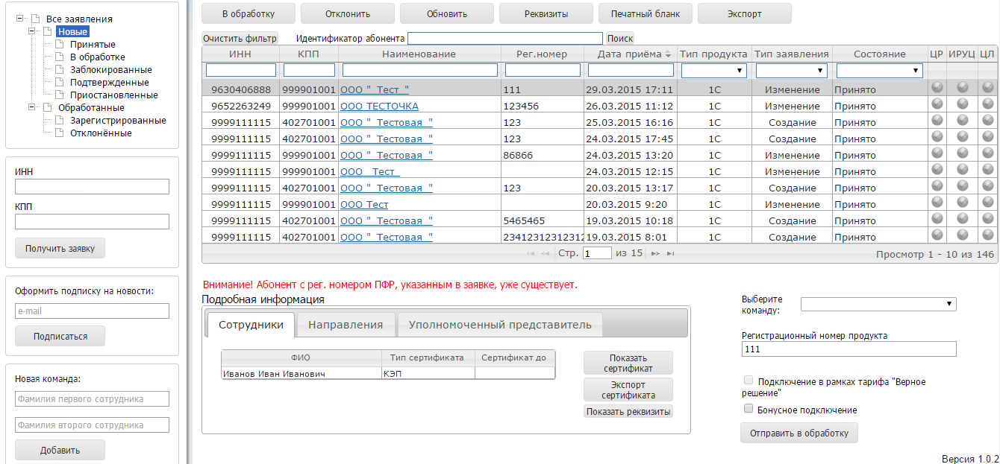 Все заявления
Новые
Принятые
В обработке
Заблокированные
Подтвержденные
Приостановленные
Обработанные
Зарегистрированные
Отклонённые
ИНН
КПП
Получить заявку
Оформить подписку на новости:
e-mail
Подписаться
Новая команда:
Фамилия первого сотрудника
Фамилия второго сотрудника
Добавить
В обработку Отклонить Обновить Реквизиты Печатный бланк Экспорт
Очистить фильтр Идентификатор абонента Поиск
ИНН КПП Наименование Рег.номер Дата приёма Тип продукта Тип заявления Состояние ЦР ИРУЦ ЦЛ
9630406888 999901001 ООО "_Тест_" 111 29.03.2015 17:11 1С Изменение Принято
9652263249 999901001 ООО ТЕСТОЧКА 123456 26.03.2015 11:12 1С Изменение Принято
9999111115 402701001 ООО "_Тестовая_" 123 25.03.2015 16:16 1С Создание Принято
9999111115 402701001 ООО "_Тестовая_" 123 24.03.2015 17:45 1С Создание Принято
9999111115 999901001 ООО "_Тестовая_" 86866 24.03.2015 13:20 1С Изменение Принято
9999111115 999901001 ООО _Тест_ 24.03.2015 12:15 1С Изменение Принято
9999111115 402701001 ООО "_Тестовая_" 123 20.03.2015 13:17 1С Создание Принято
9999111115 999901001 ООО Тест 20.03.2015 9:20 1С Изменение Принято
9999111115 402701001 ООО "_Тестовая_" 5465465 19.03.2015 10:18 1С Создание Принято
9999111115 402701001 ООО "_Тестовая_" 2341231231231219.03.2015 8:01 1С Создание Принято
Стр. 1 из 15 Просмотр 1 - 10 из 146
Внимание! Абонент с рег. номером ПФР, указанным в заявке, уже существует.
Подробная информация
Сотрудники Направления Уполномоченный представитель
ФИО Тип сертификата Сертификат до
Иванов Иван Иванович КЭП
Показать сертификат
Экспорт сертификата
Показать реквизиты
Выберите
команду:
Регистрационный номер продукта
111
Подключение в рамках тарифа "Верное
решение"
Бонусное подключение
Отправить в обработку
Версия 1.0.2